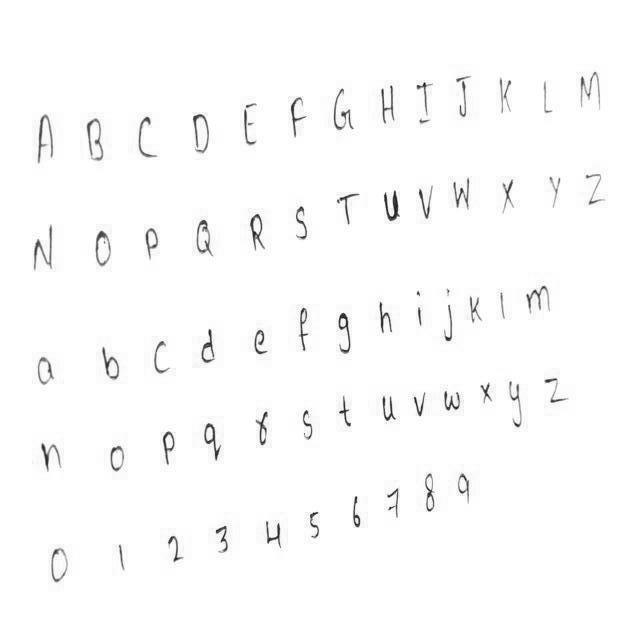 A B C D E F G H I J K L M
N O P Q R S T U V W X Y Z
a b c d e f g h i j k l m
n o p q r s t u v w x y z
0 1 2 3 4 5 6 7 8 9